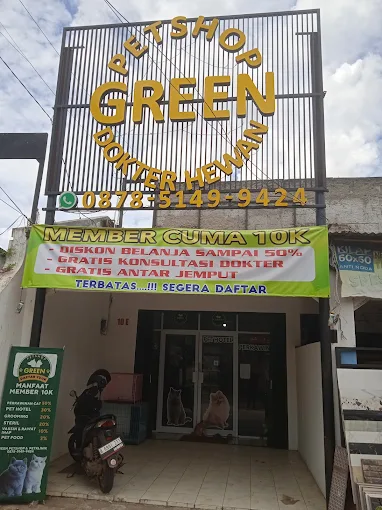 PETSHOP
GREEN
DOKTER HEWAN
0878-5149-9424
MEMBER CUMA 10K
- DISKON BELANJA SAMPAI 50%
- GRATIS KONSULTASI DOKTER
- GRATIS ANTAR JEMPUT
TERBATAS....!!! SEGERA DAFTAR
60x60
GREEN
MANFAAT
MEMBER 10K
PET HOTEL
GROOMING
STERIL
PET FOOD